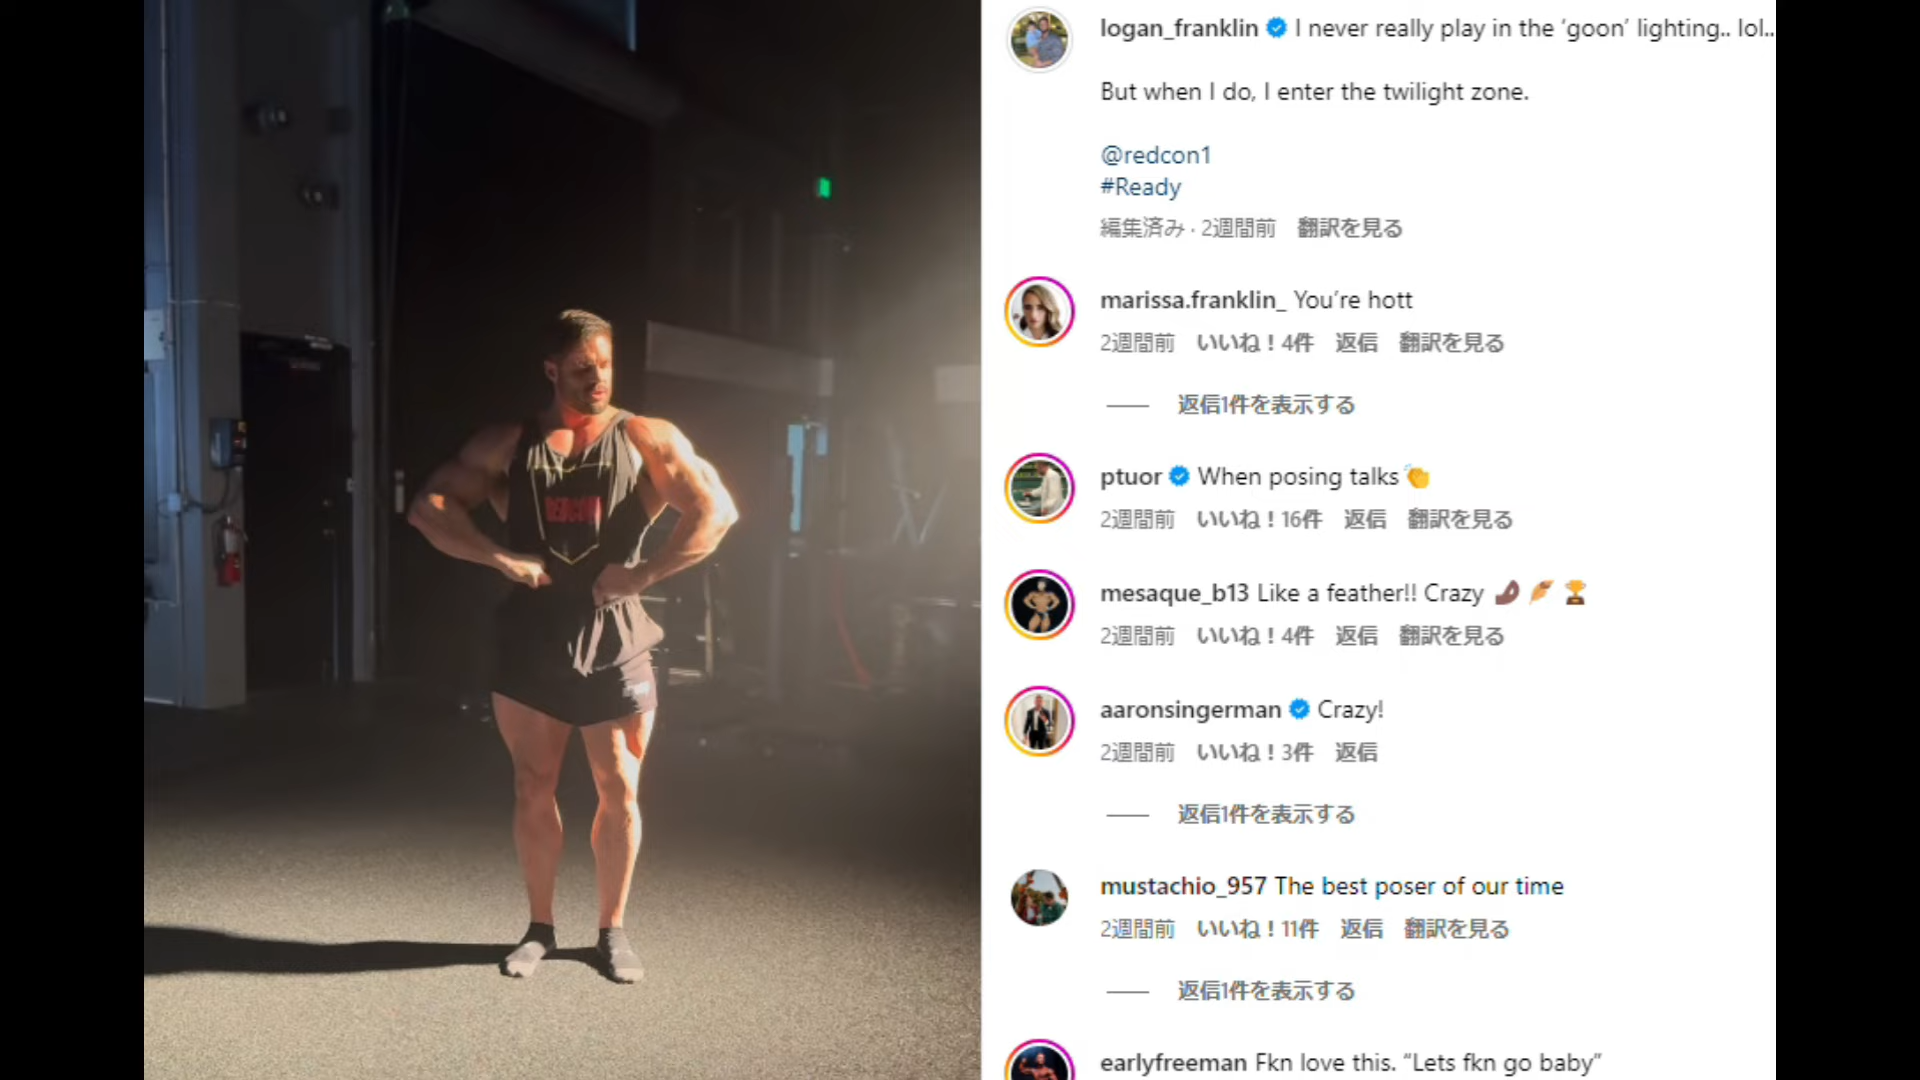 logan_franklin I never really play in the ‘goon’ lighting.. lol..
But when I do, I enter the twilight zone.
@redcon1
#Ready
編集済み · 2週間前 翻訳を見る
marissa.franklin_ You’re hott
2週間前 いいね！4件 返信 翻訳を見る
返信1件を表示する
ptuor When posing talks 👏
2週間前 いいね！16件 返信 翻訳を見る
mesaque_b13 Like a feather!! Crazy 💪🏿 🪶 🏆
2週間前 いいね！4件 返信 翻訳を見る
aaronsingerman Crazy!
2週間前 いいね！3件 返信
返信1件を表示する
mustachio_957 The best poser of our time
2週間前 いいね！11件 返信 翻訳を見る
返信1件を表示する
earlyfreeman Fkn love this. “Lets fkn go baby”